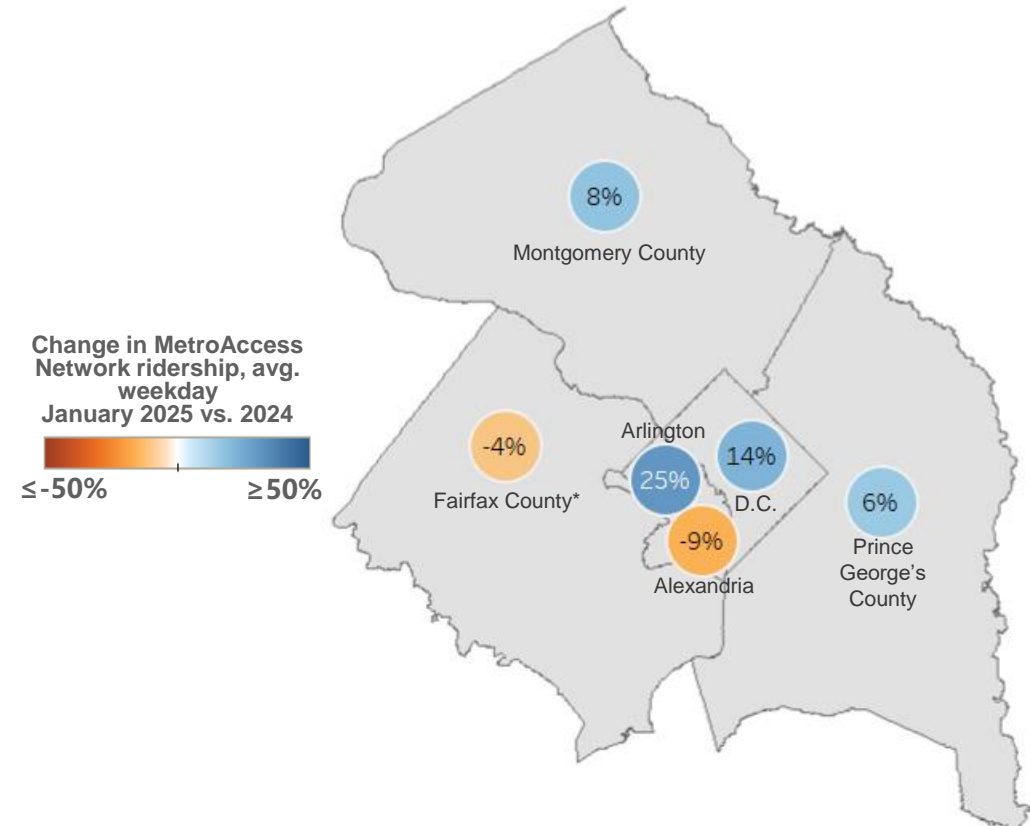 8%
Montgomery County
Change in MetroAccess
Network ridership, avg.
weekday
January 2025 vs. 2024
≤-50%
≥50%
-4%
Fairfax County*
Arlington
25%
14%
D.C.
-9%
Alexandria
6%
Prince
George's
County